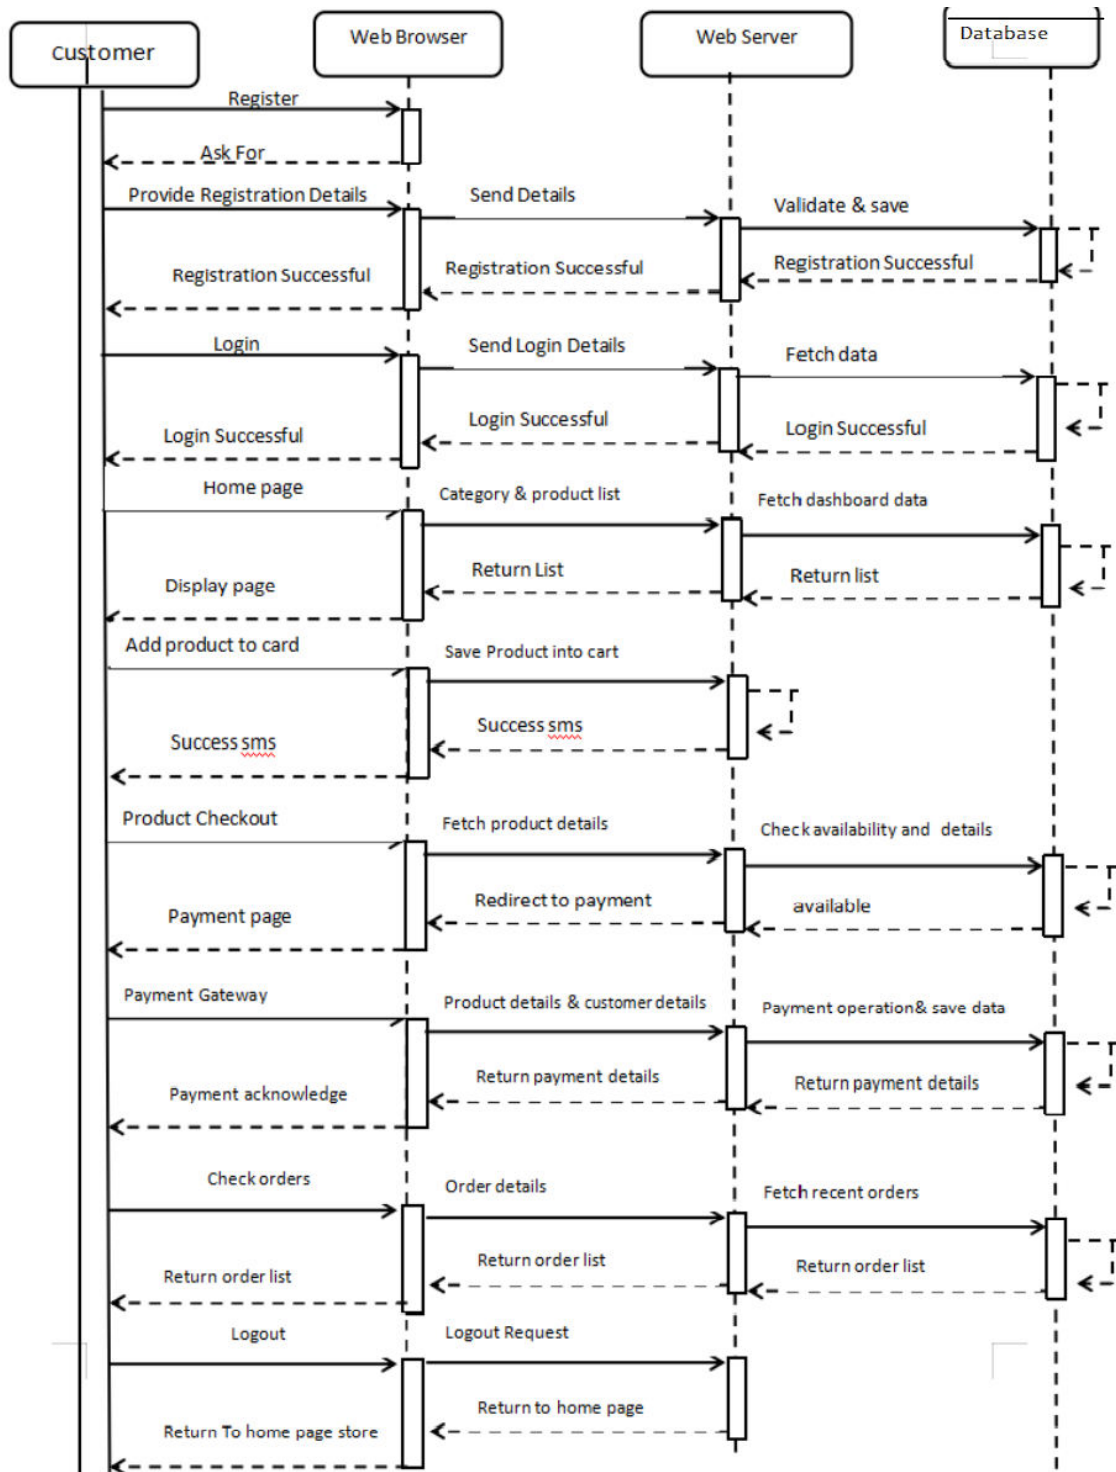 Customer
Web Browser
Web Server
Database
Register
Ask For
Provide Registration Details
Send Details
Validate & save
Registration Successful
Registration Successful
Registration Successful
Login
Send Login Details
Fetch data
Login Successful
Login Successful
Login Successful
Home page
Category & product list
Fetch dashboard data
Return List
Return list
Display page
Add product to card
Save Product into cart
Success sms
Success sms
Product Checkout
Fetch product details
Check availability and details
Redirect to payment
available
Payment page
Payment Gateway
Product details & customer details
Payment operation& save data
Return payment details
Return payment details
Payment acknowledge
Check orders
Order details
Fetch recent orders
Return order list
Return order list
Return order list
Logout
Logout Request
Return to home page
Return To home page store